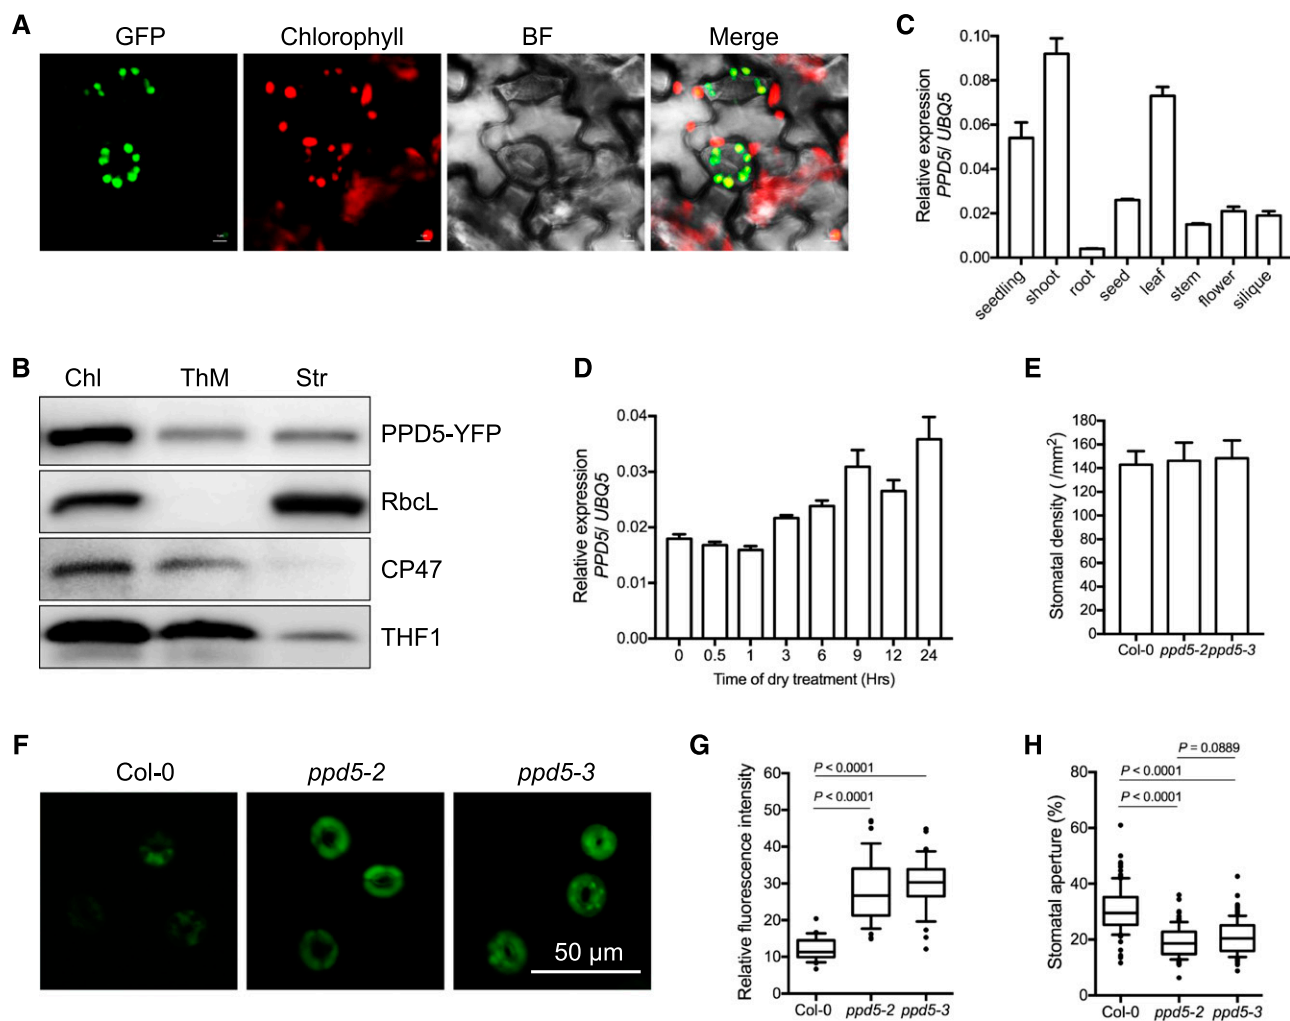 A
GFP
Chlorophyll
BF
Merge
B
Chl
ThM
Str
PPD5-YFP
RbcL
CP47
THF1
C
Relative expression
PPD5/ UBQ5
0.10
0.08
0.06
0.04
0.02
0.00
seedling
shoot
root
seed
leaf
stem
flower
silique
D
Relative expression
PPD5/ UBQ5
0.04
0.03
0.02
0.01
0.00
0
0.5
1
3
6
9
12
24
Time of dry treatment (Hrs)
E
Stomatal density ( /mm²)
180
160
140
120
100
80
60
40
20
0
Col-0
ppd5-2
ppd5-3
F
Col-0
ppd5-2
ppd5-3
50 µm
G
Relative fluorescence intensity
60
50
40
30
20
10
0
P < 0.0001
P < 0.0001
Col-0
ppd5-2
ppd5-3
H
Stomatal aperture (%)
80
60
40
20
0
P = 0.0889
P < 0.0001
P < 0.0001
Col-0
ppd5-2
ppd5-3